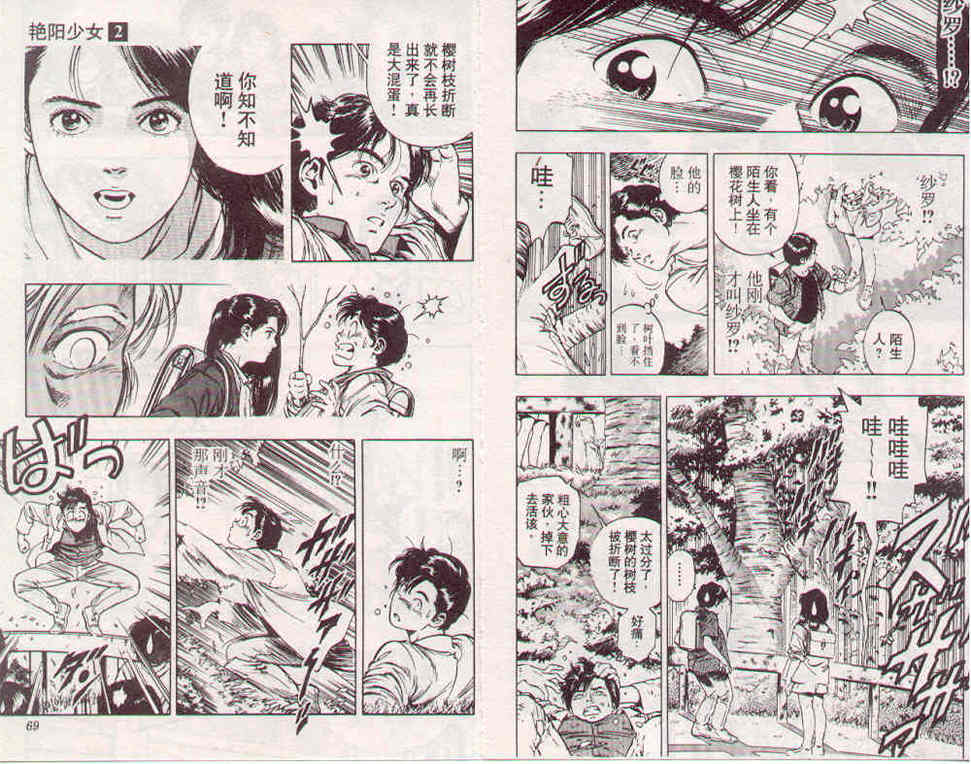 纱罗……!?
纱罗!?
陌生
人？
你看，有个
陌生人坐在
樱花树上！
他刚
才叫纱罗!?
他的
脸…
树叶挡住
了，看不
到脸…
哇…
哇哇哇
哇～～!!
……
太过分了
樱树的树枝
被折断了！
好痛
粗心大意的
家伙，掉下
去活该。
艳阳少女 2
樱树枝折断
就不会再长
出来了，真
是大混蛋！
你知不知
道啊！
啊…?
什么!?
刚才
那声音!?
ばっ
69